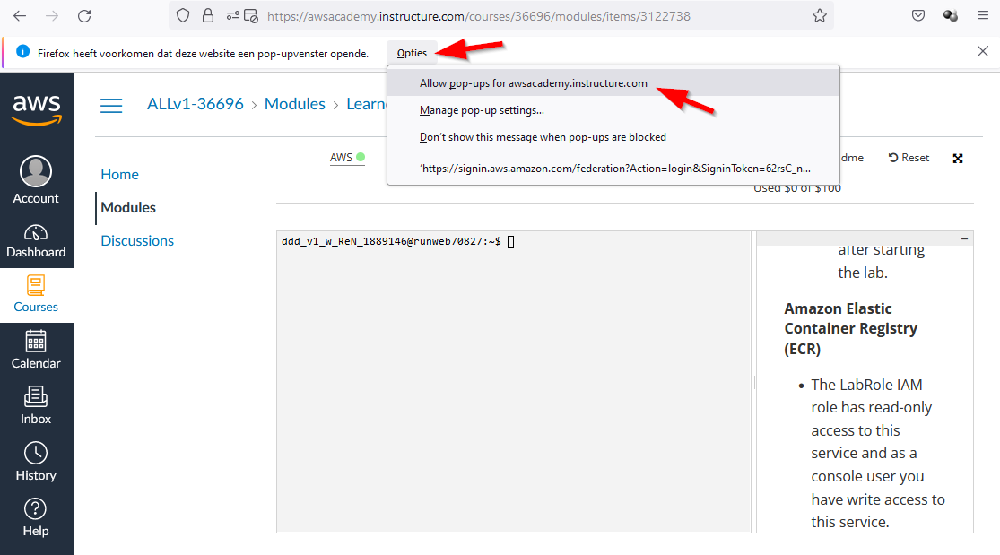 https://awsacademy.instructure.com/courses/36696/modules/items/3122738
Firefox heeft voorkomen dat deze website een pop-upvenster opende.
Opties
Allow pop-ups for awsacademy.instructure.com
Manage pop-up settings...
Don't show this message when pop-ups are blocked
'https://signin.aws.amazon.com/federation?Action=login&SigninToken=62rsC_n...
aws
Account
Dashboard
Courses
Calendar
Inbox
History
Help
ALLv1-36696 > Modules > Learn
Home
Modules
Discussions
AWS
dme
Reset
Used $0 of $100
ddd_v1_w_ReN_1889146@runweb70827:~$
after starting
the lab.
Amazon Elastic
Container Registry
(ECR)
• The LabRole IAM
role has read-only
access to this
service and as a
console user you
have write access to
this service.